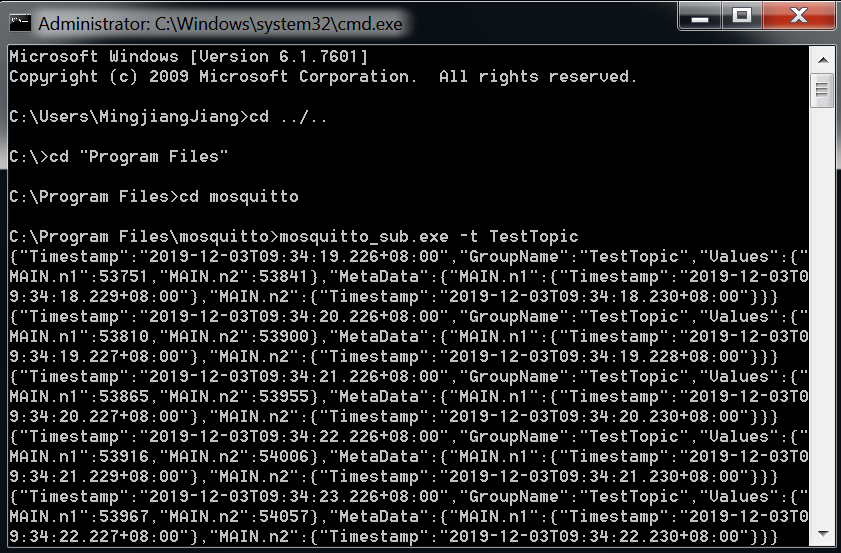 Administrator: C:\Windows\system32\cmd.exe
Microsoft Windows [Version 6.1.7601]
Copyright (c) 2009 Microsoft Corporation.  All rights reserved.
C:\Users\MingjiangJiang>cd ../..
C:\>cd "Program Files"
C:\Program Files>cd mosquitto
C:\Program Files\mosquitto>mosquitto_sub.exe -t TestTopic
{"Timestamp":"2019-12-03T09:34:19.226+08:00","GroupName":"TestTopic","Values":{"
MAIN.n1":53751,"MAIN.n2":53841},"MetaData":{"MAIN.n1":{"Timestamp":"2019-12-03T0
9:34:18.229+08:00"},"MAIN.n2":{"Timestamp":"2019-12-03T09:34:18.230+08:00"}}}
{"Timestamp":"2019-12-03T09:34:20.226+08:00","GroupName":"TestTopic","Values":{"
MAIN.n1":53810,"MAIN.n2":53900},"MetaData":{"MAIN.n1":{"Timestamp":"2019-12-03T0
9:34:19.227+08:00"},"MAIN.n2":{"Timestamp":"2019-12-03T09:34:19.228+08:00"}}}
{"Timestamp":"2019-12-03T09:34:21.226+08:00","GroupName":"TestTopic","Values":{"
MAIN.n1":53865,"MAIN.n2":53955},"MetaData":{"MAIN.n1":{"Timestamp":"2019-12-03T0
9:34:20.227+08:00"},"MAIN.n2":{"Timestamp":"2019-12-03T09:34:20.230+08:00"}}}
{"Timestamp":"2019-12-03T09:34:22.226+08:00","GroupName":"TestTopic","Values":{"
MAIN.n1":53916,"MAIN.n2":54006},"MetaData":{"MAIN.n1":{"Timestamp":"2019-12-03T0
9:34:21.229+08:00"},"MAIN.n2":{"Timestamp":"2019-12-03T09:34:21.230+08:00"}}}
{"Timestamp":"2019-12-03T09:34:23.226+08:00","GroupName":"TestTopic","Values":{"
MAIN.n1":53967,"MAIN.n2":54057},"MetaData":{"MAIN.n1":{"Timestamp":"2019-12-03T0
9:34:22.227+08:00"},"MAIN.n2":{"Timestamp":"2019-12-03T09:34:22.230+08:00"}}}